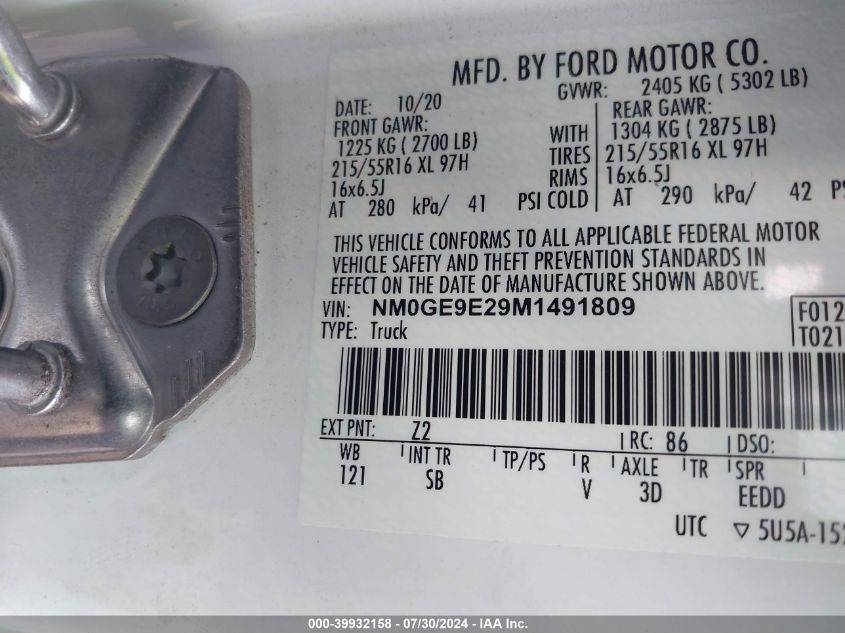 MFD. BY FORD MOTOR CO.
DATE: 10/20 GVWR: 2405 KG ( 5302 LB)
FRONT GAWR: REAR GAWR:
1225 KG ( 2700 LB) WITH 1304 KG ( 2875 LB)
215/55R16 XL 97H TIRES 215/55R16 XL 97H
16x6.5J RIMS 16x6.5J
AT 280 kPa/ 41 PSI COLD AT 290 kPa/ 42 PS
THIS VEHICLE CONFORMS TO ALL APPLICABLE FEDERAL MOTOR
VEHICLE SAFETY AND THEFT PREVENTION STANDARDS IN
EFFECT ON THE DATE OF MANUFACTURE SHOWN ABOVE.
VIN: NM0GE9E29M1491809 F012
TYPE: Truck T021
EXT PNT: Z2 RC: 86 DSO:
WB INT TR TP/PS R AXLE TR SPR
121 SB V 3D EEDD
UTC ▽ 5U5A-152
000-39932158 - 07/30/2024 - IAA, Inc.